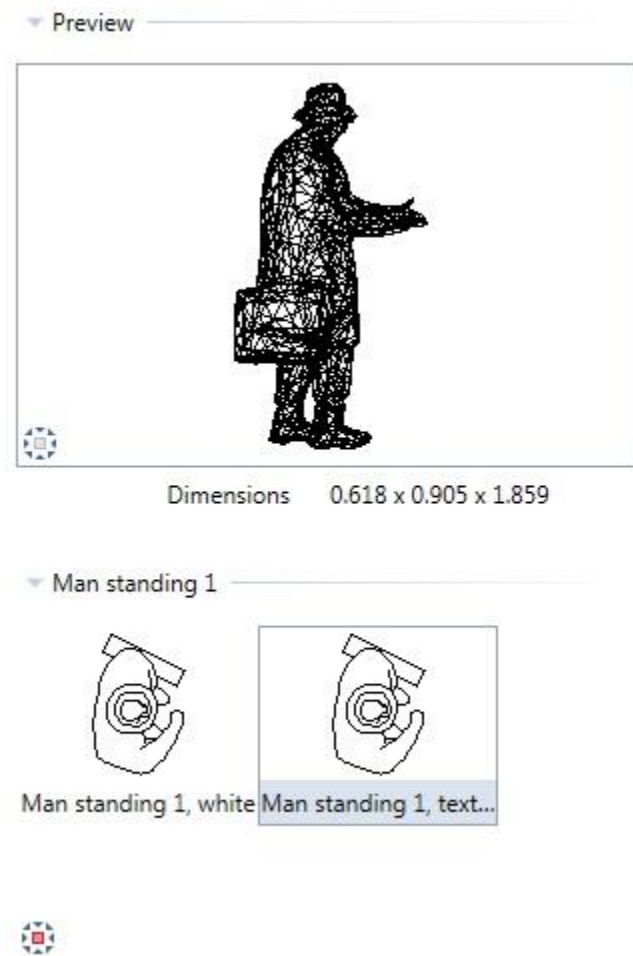 Preview
Dimensions 0.618 x 0.905 x 1.859
Man standing 1
Man standing 1, white Man standing 1, text...